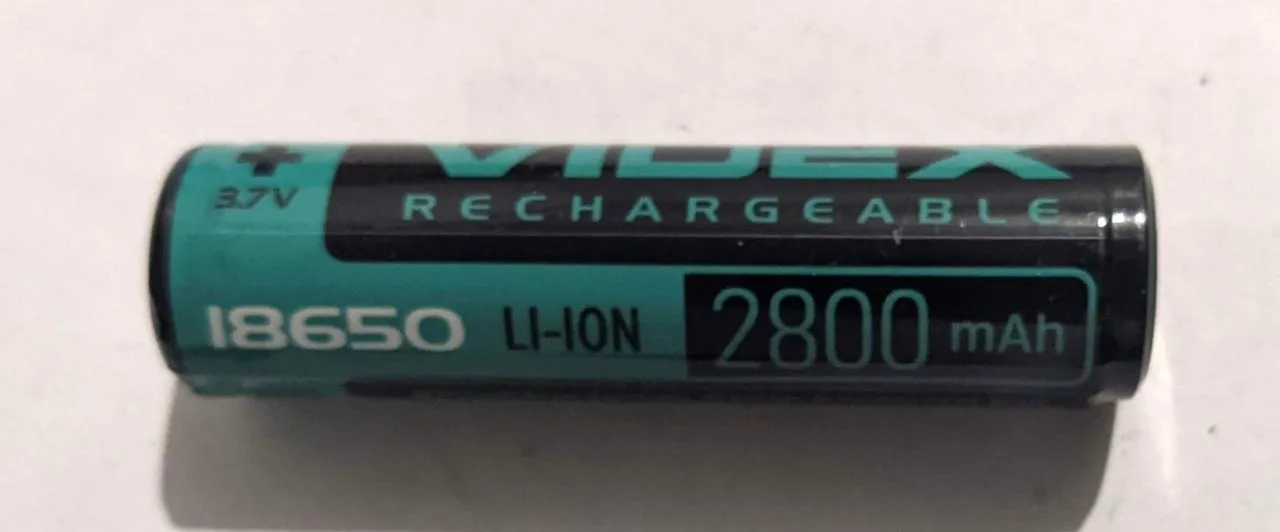 +
3.7V
VIDEX
RECHARGEABLE
18650 LI-ION 2800 mAh